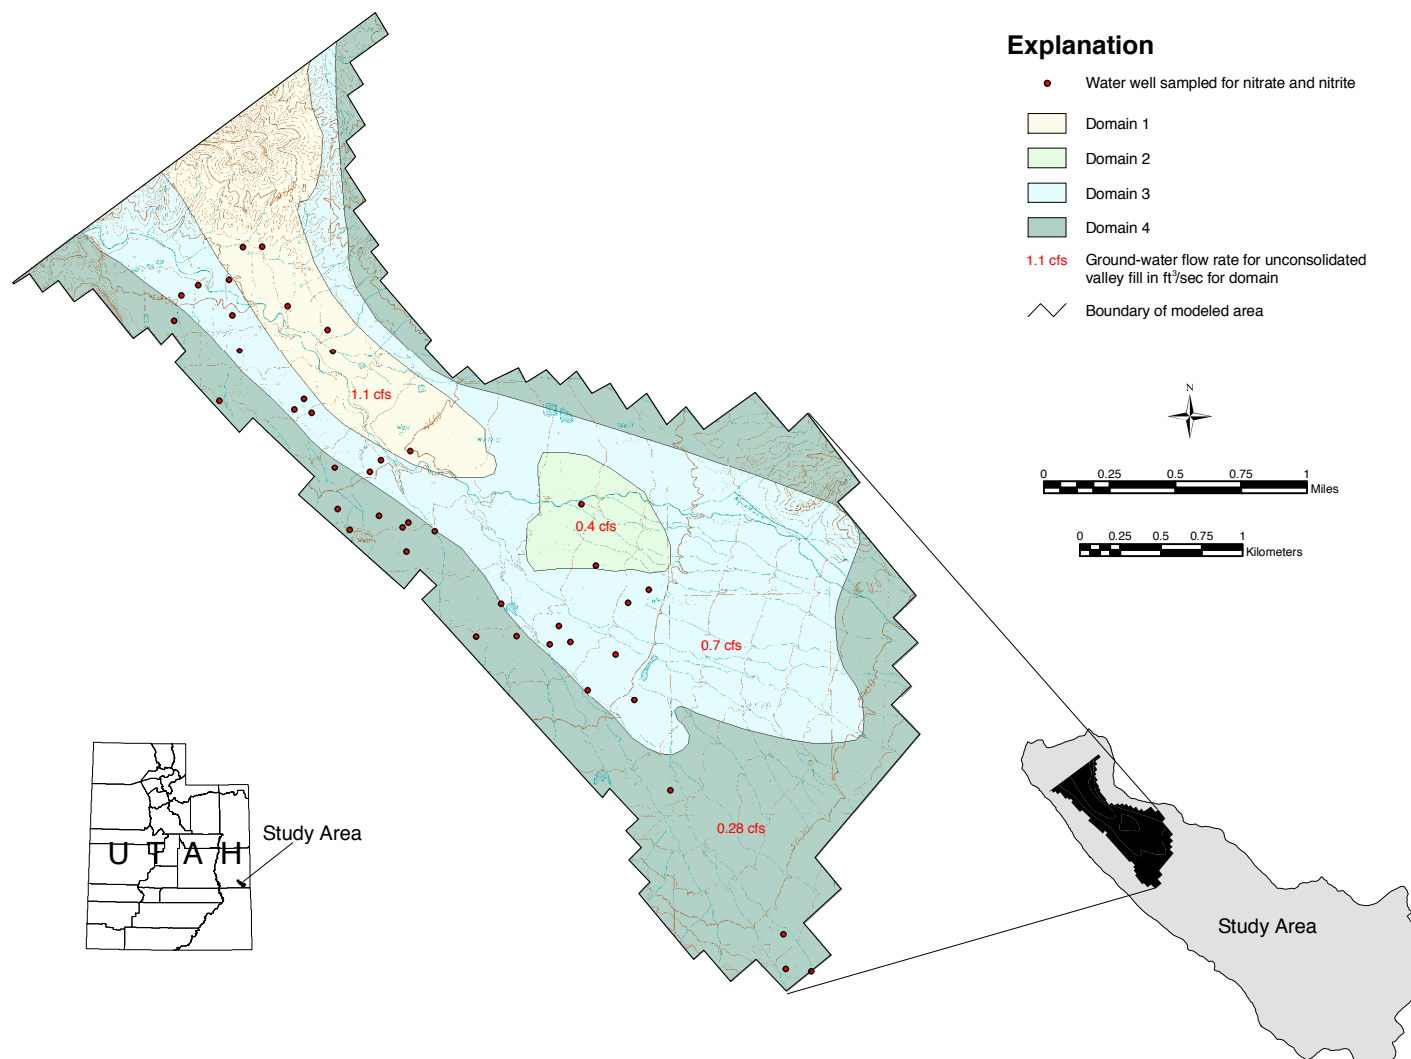 Explanation
Water well sampled for nitrate and nitrite
Domain 1
Domain 2
Domain 3
Domain 4
1.1 cfs Ground-water flow rate for unconsolidated
valley fill in ft³/sec for domain
Boundary of modeled area
N
0 0.25 0.5 0.75 1
Miles
0 0.25 0.5 0.75 1
Kilometers
1.1 cfs
Well
Well
0.4 cfs
0.7 cfs
0.28 cfs
UTAH
Study Area
Study Area